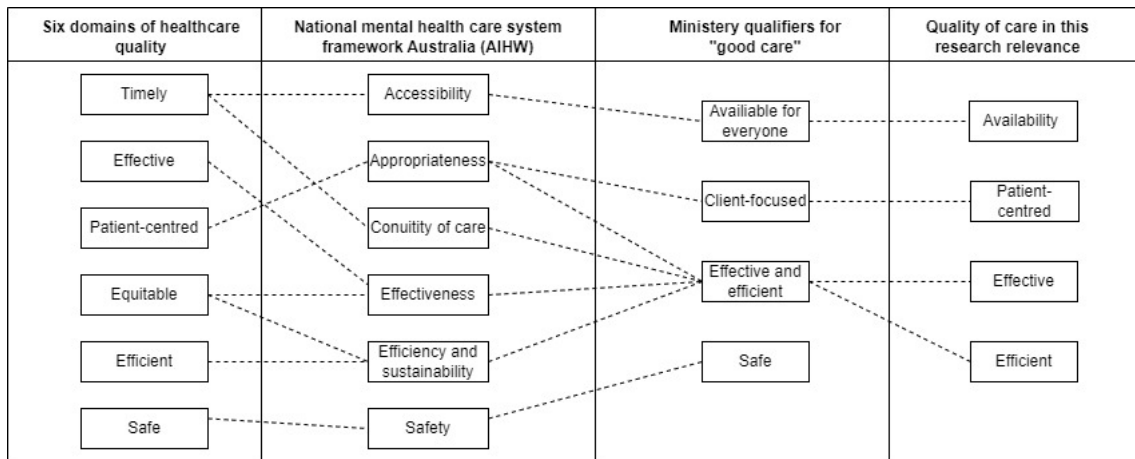 Six domains of healthcare
quality
National mental health care system
framework Australia (AIHW)
Ministery qualifiers for
"good care"
Quality of care in this
research relevance
Timely
Effective
Patient-centred
Equitable
Efficient
Safe
Accessibility
Appropriateness
Conuitity of care
Effectiveness
Efficiency and
sustainability
Safety
Availiable for
everyone
Client-focused
Effective and
efficient
Safe
Availability
Patient-
centred
Effective
Efficient